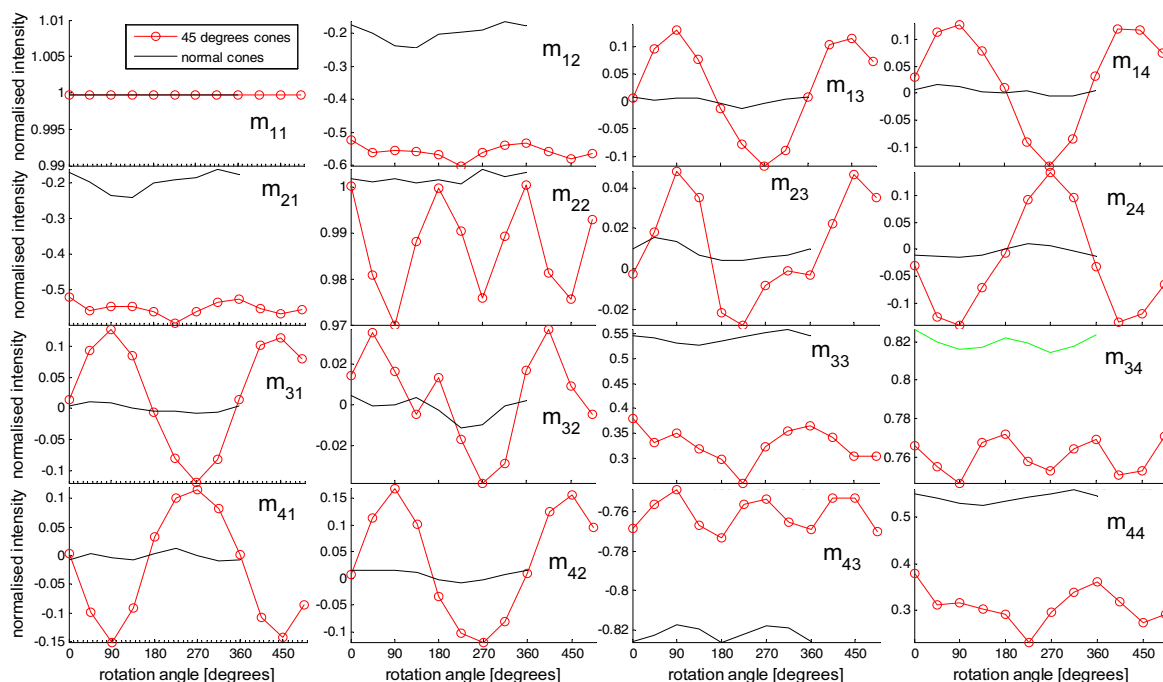 normalised intensity
1.01
1.005
1
0.995
0.99
45 degrees cones
normal cones
m11
-0.2
-0.3
-0.4
-0.5
-0.6
m12
0.1
0.05
0
-0.05
-0.1
m13
0.1
0.05
0
-0.05
-0.1
m14
normalised intensity
-0.2
-0.3
-0.4
-0.5
m21
1
0.99
0.98
0.97
m22
0.04
0.02
0
-0.02
m23
0.1
0.05
0
-0.05
-0.1
m24
normalised intensity
0.1
0.05
0
-0.05
-0.1
m31
0.02
0
-0.02
m32
0.55
0.5
0.45
0.4
0.35
0.3
m33
0.82
0.8
0.78
0.76
m34
normalised intensity
0.1
0.05
0
-0.05
-0.1
-0.15
m41
0.15
0.1
0.05
0
-0.05
-0.1
m42
-0.76
-0.78
-0.8
-0.82
m43
0.5
0.4
0.3
m44
0 90 180 270 360 450
0 90 180 270 360 450
0 90 180 270 360 450
0 90 180 270 360 450
rotation angle [degrees]
rotation angle [degrees]
rotation angle [degrees]
rotation angle [degrees]